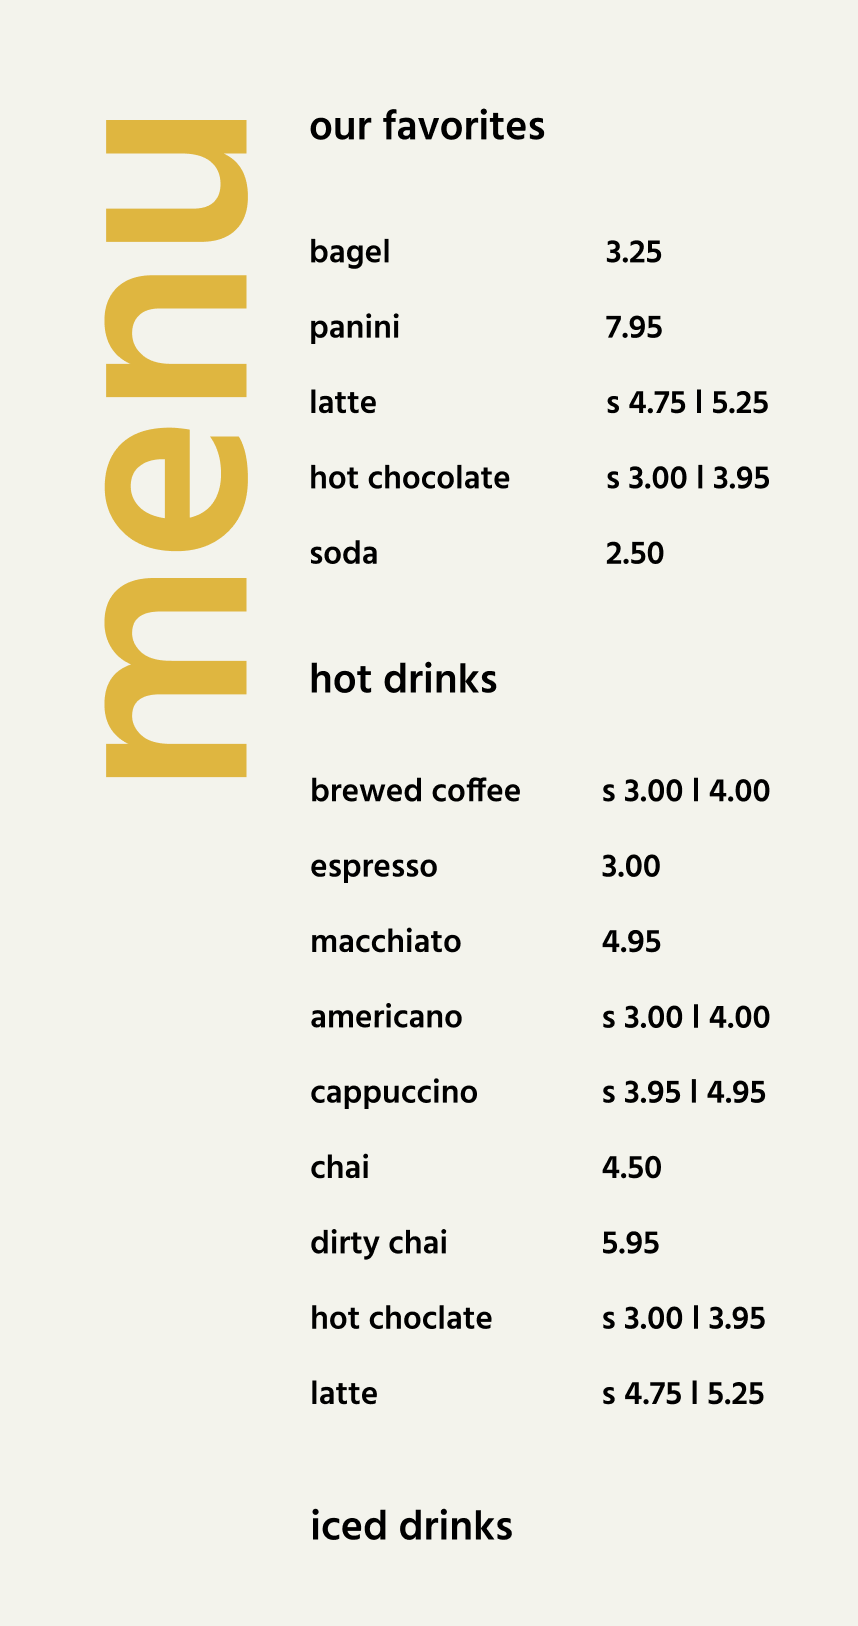 menu
our favorites
bagel 3.25
panini 7.95
latte s 4.75 l 5.25
hot chocolate s 3.00 l 3.95
soda 2.50
hot drinks
brewed coffee s 3.00 l 4.00
espresso 3.00
macchiato 4.95
americano s 3.00 l 4.00
cappuccino s 3.95 l 4.95
chai 4.50
dirty chai 5.95
hot choclate s 3.00 l 3.95
latte s 4.75 l 5.25
iced drinks